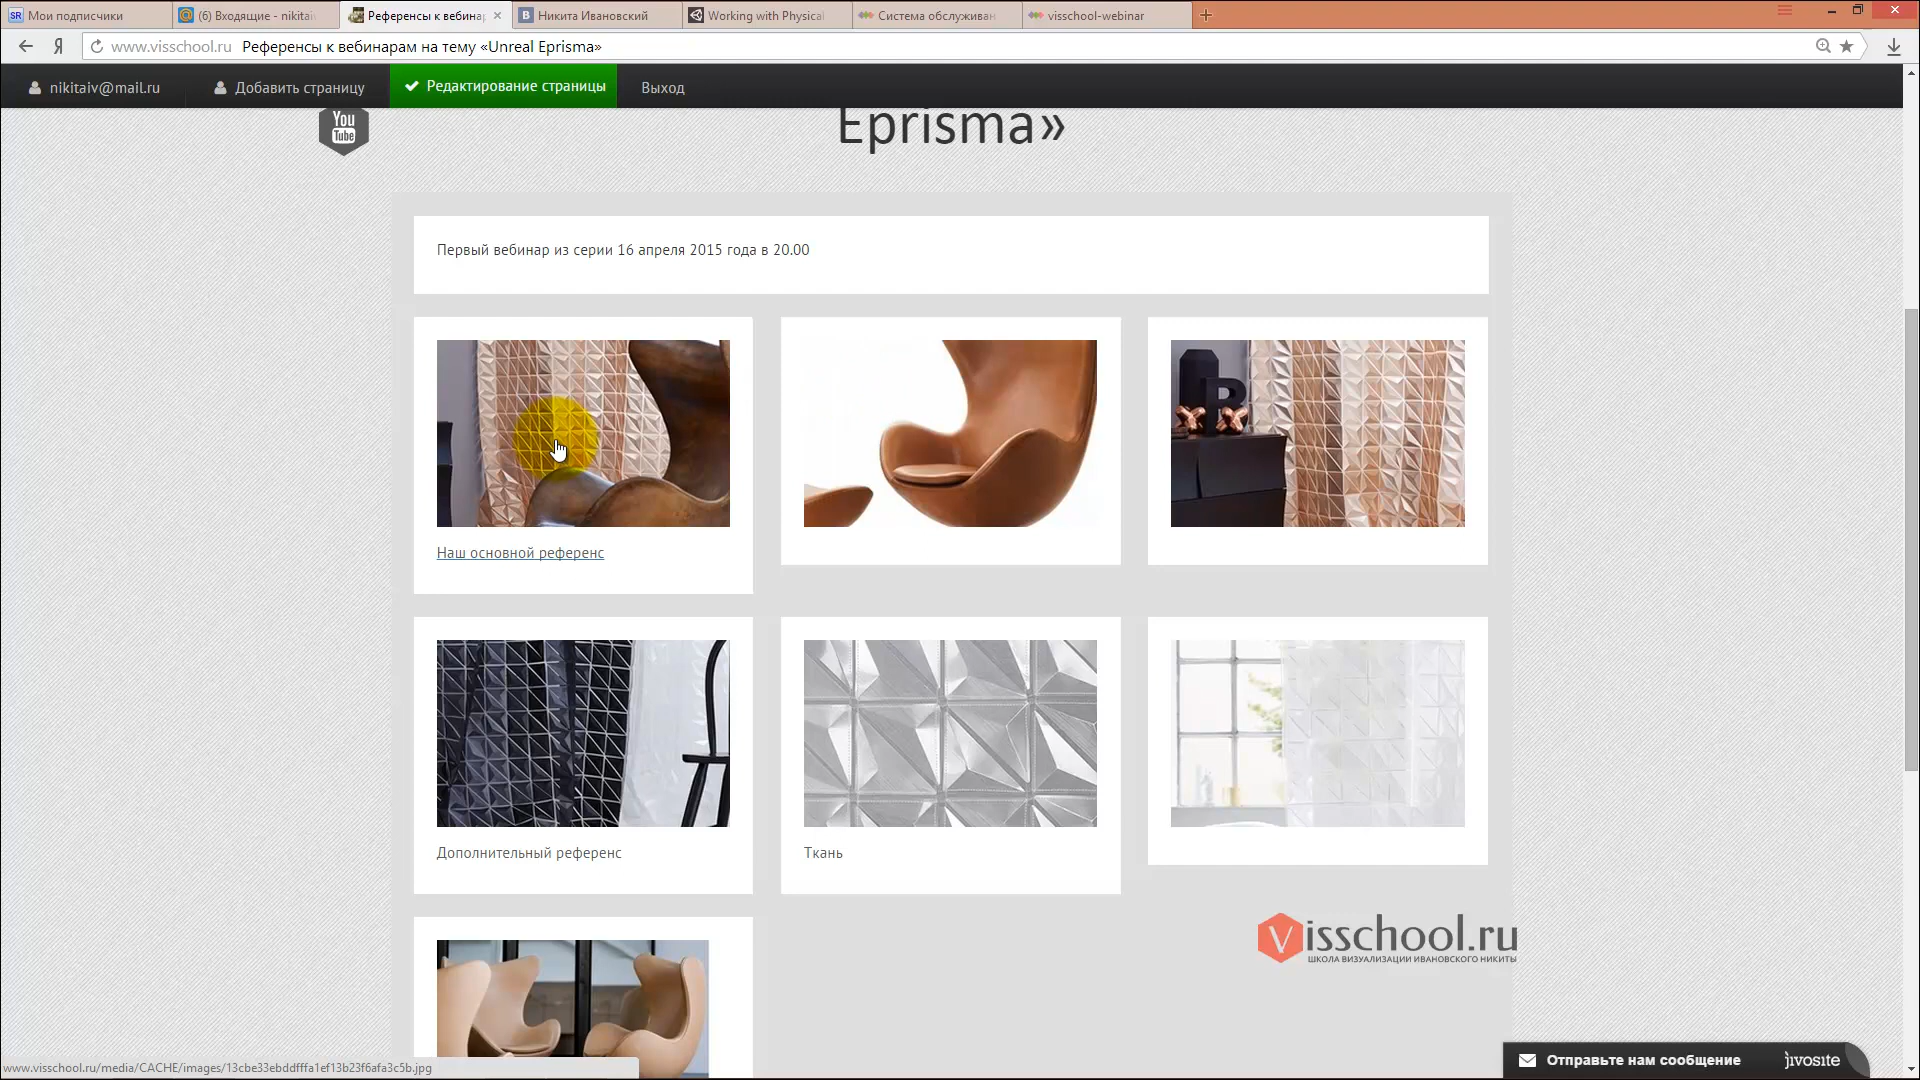 Мои подписчики
(6) Входящие - nikitaiv
Референсы к вебинар
Никита Ивановский
Working with Physical
Система обслуживан
visschool-webinar
www.visschool.ru Референсы к вебинарам на тему «Unreal Eprisma»
nikitaiv@mail.ru
Добавить страницу
Редактирование страницы
Выход
You
Tube
Eprisma»
Первый вебинар из серии 16 апреля 2015 года в 20.00
Наш основной референс
Дополнительный референс
Ткань
Visschool.ru
ШКОЛА ВИЗУАЛИЗАЦИИ ИВАНОВСКОГО НИКИТЫ
www.visschool.ru/media/CACHE/images/13cbe33ebddfffa1ef13b23f6afa3c5b.jpg
Отправьте нам сообщение
jivosite